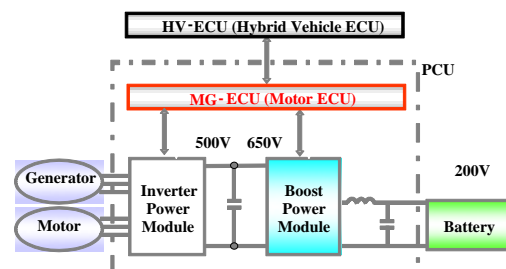 HV-ECU (Hybrid Vehicle ECU)
PCU
MG-ECU (Motor ECU)
500V
650V
200V
Generator
Motor
Inverter
Power
Module
Boost
Power
Module
Battery